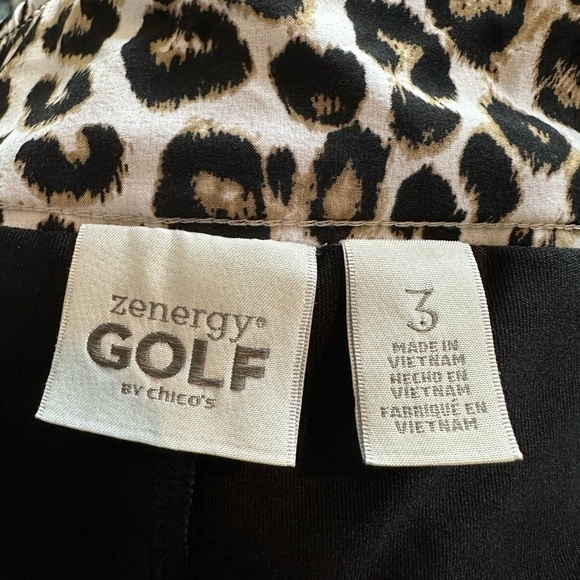 zenergy®
GOLF
BY chico's
3
MADE IN
VIETNAM
HECHO EN
VIETNAM
FABRIQUÉ EN
VIETNAM